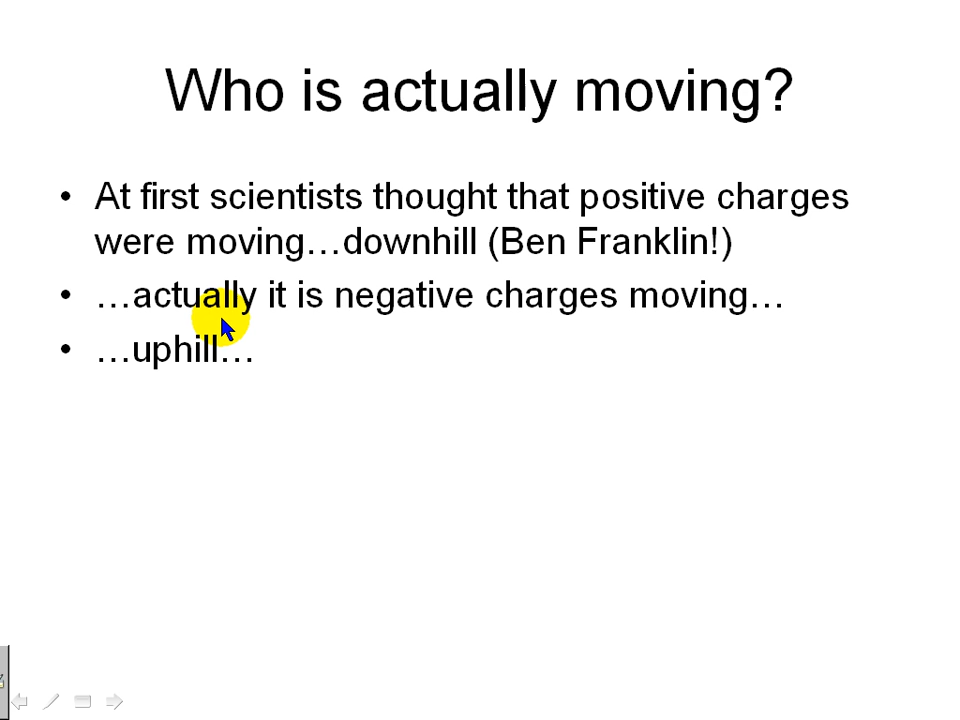 Who is actually moving?
• At first scientists thought that positive charges
were moving…downhill (Ben Franklin!)
• …actually it is negative charges moving…
• …uphill…